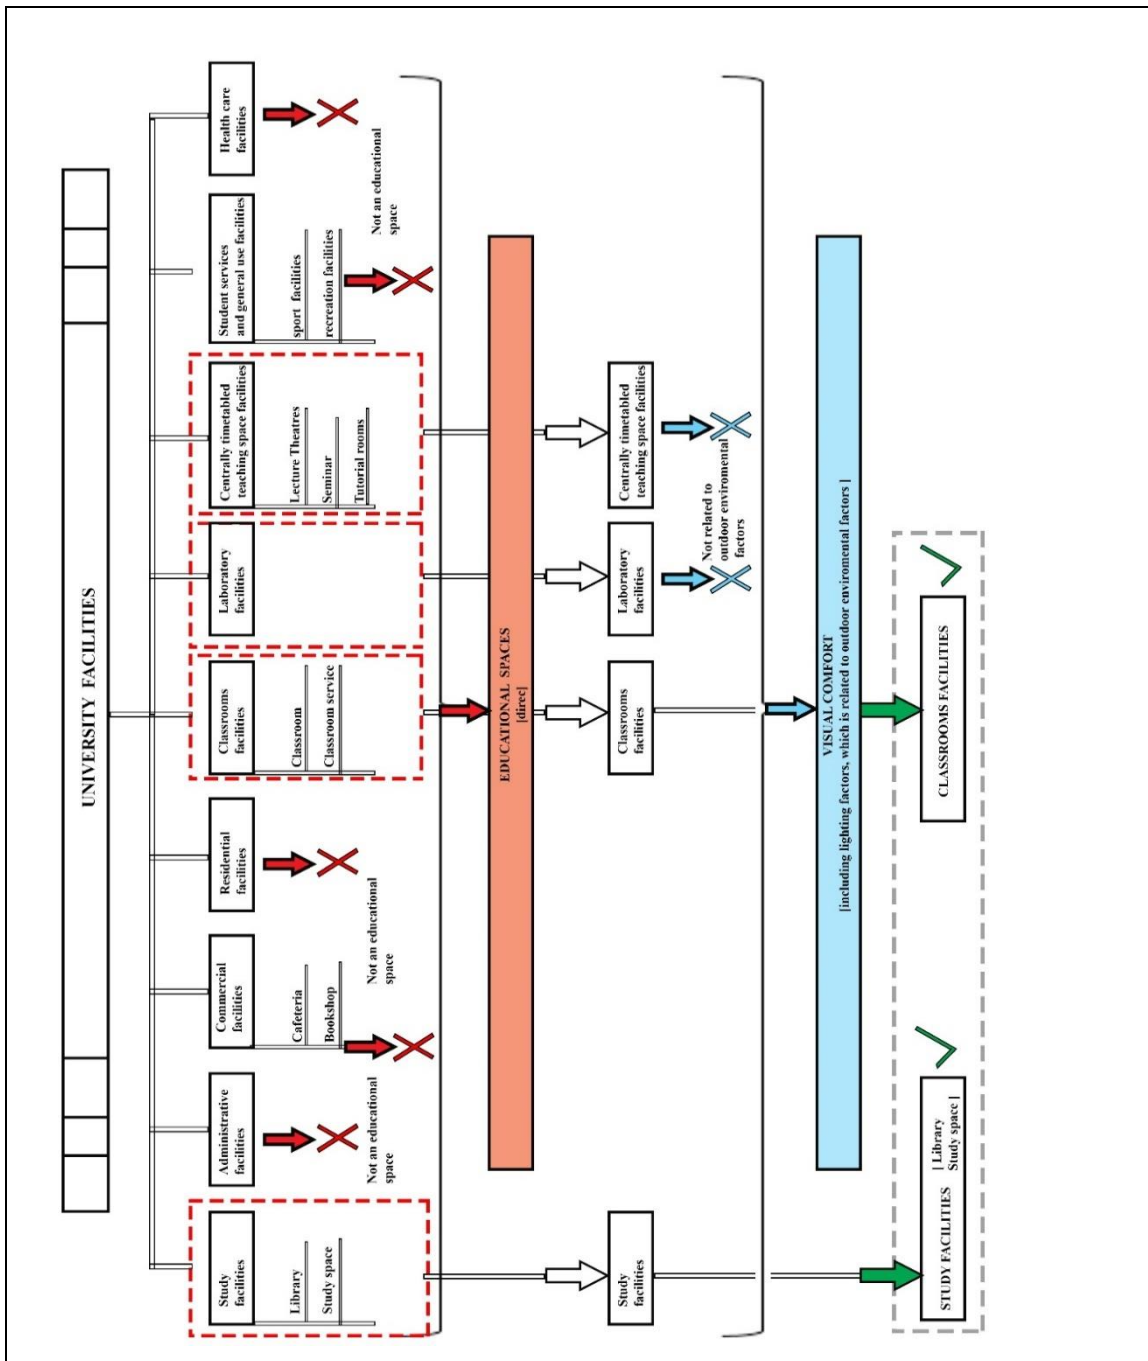 UNIVERSITY FACILITIES
Study
facilities
Library
Study space
Administrative
facilities
Not an educational
space
Commercial
facilities
Cafeteria
Bookshop
Not an educational
space
Residential
facilities
Classrooms
facilities
Classroom
Classroom service
Laboratory
facilities
Centrally timetabled
teaching space facilities
Lecture Theatres
Seminar
Tutorial rooms
Student services
and general use facilities
sport facilities
recreation facilities
Not an educational
space
Health care
facilities
EDUCATIONAL SPACES
|direc|
Study
facilities
Classrooms
facilities
Laboratory
facilities
Centrally timetabled
teaching space facilities
Not related to
outdoor enviromental
factors
VISUAL COMFORT
|including lighting factors, which is related to outdoor enviromental factors |
STUDY FACILITIES
| Library
Study space |
CLASSROOMS FACILITIES